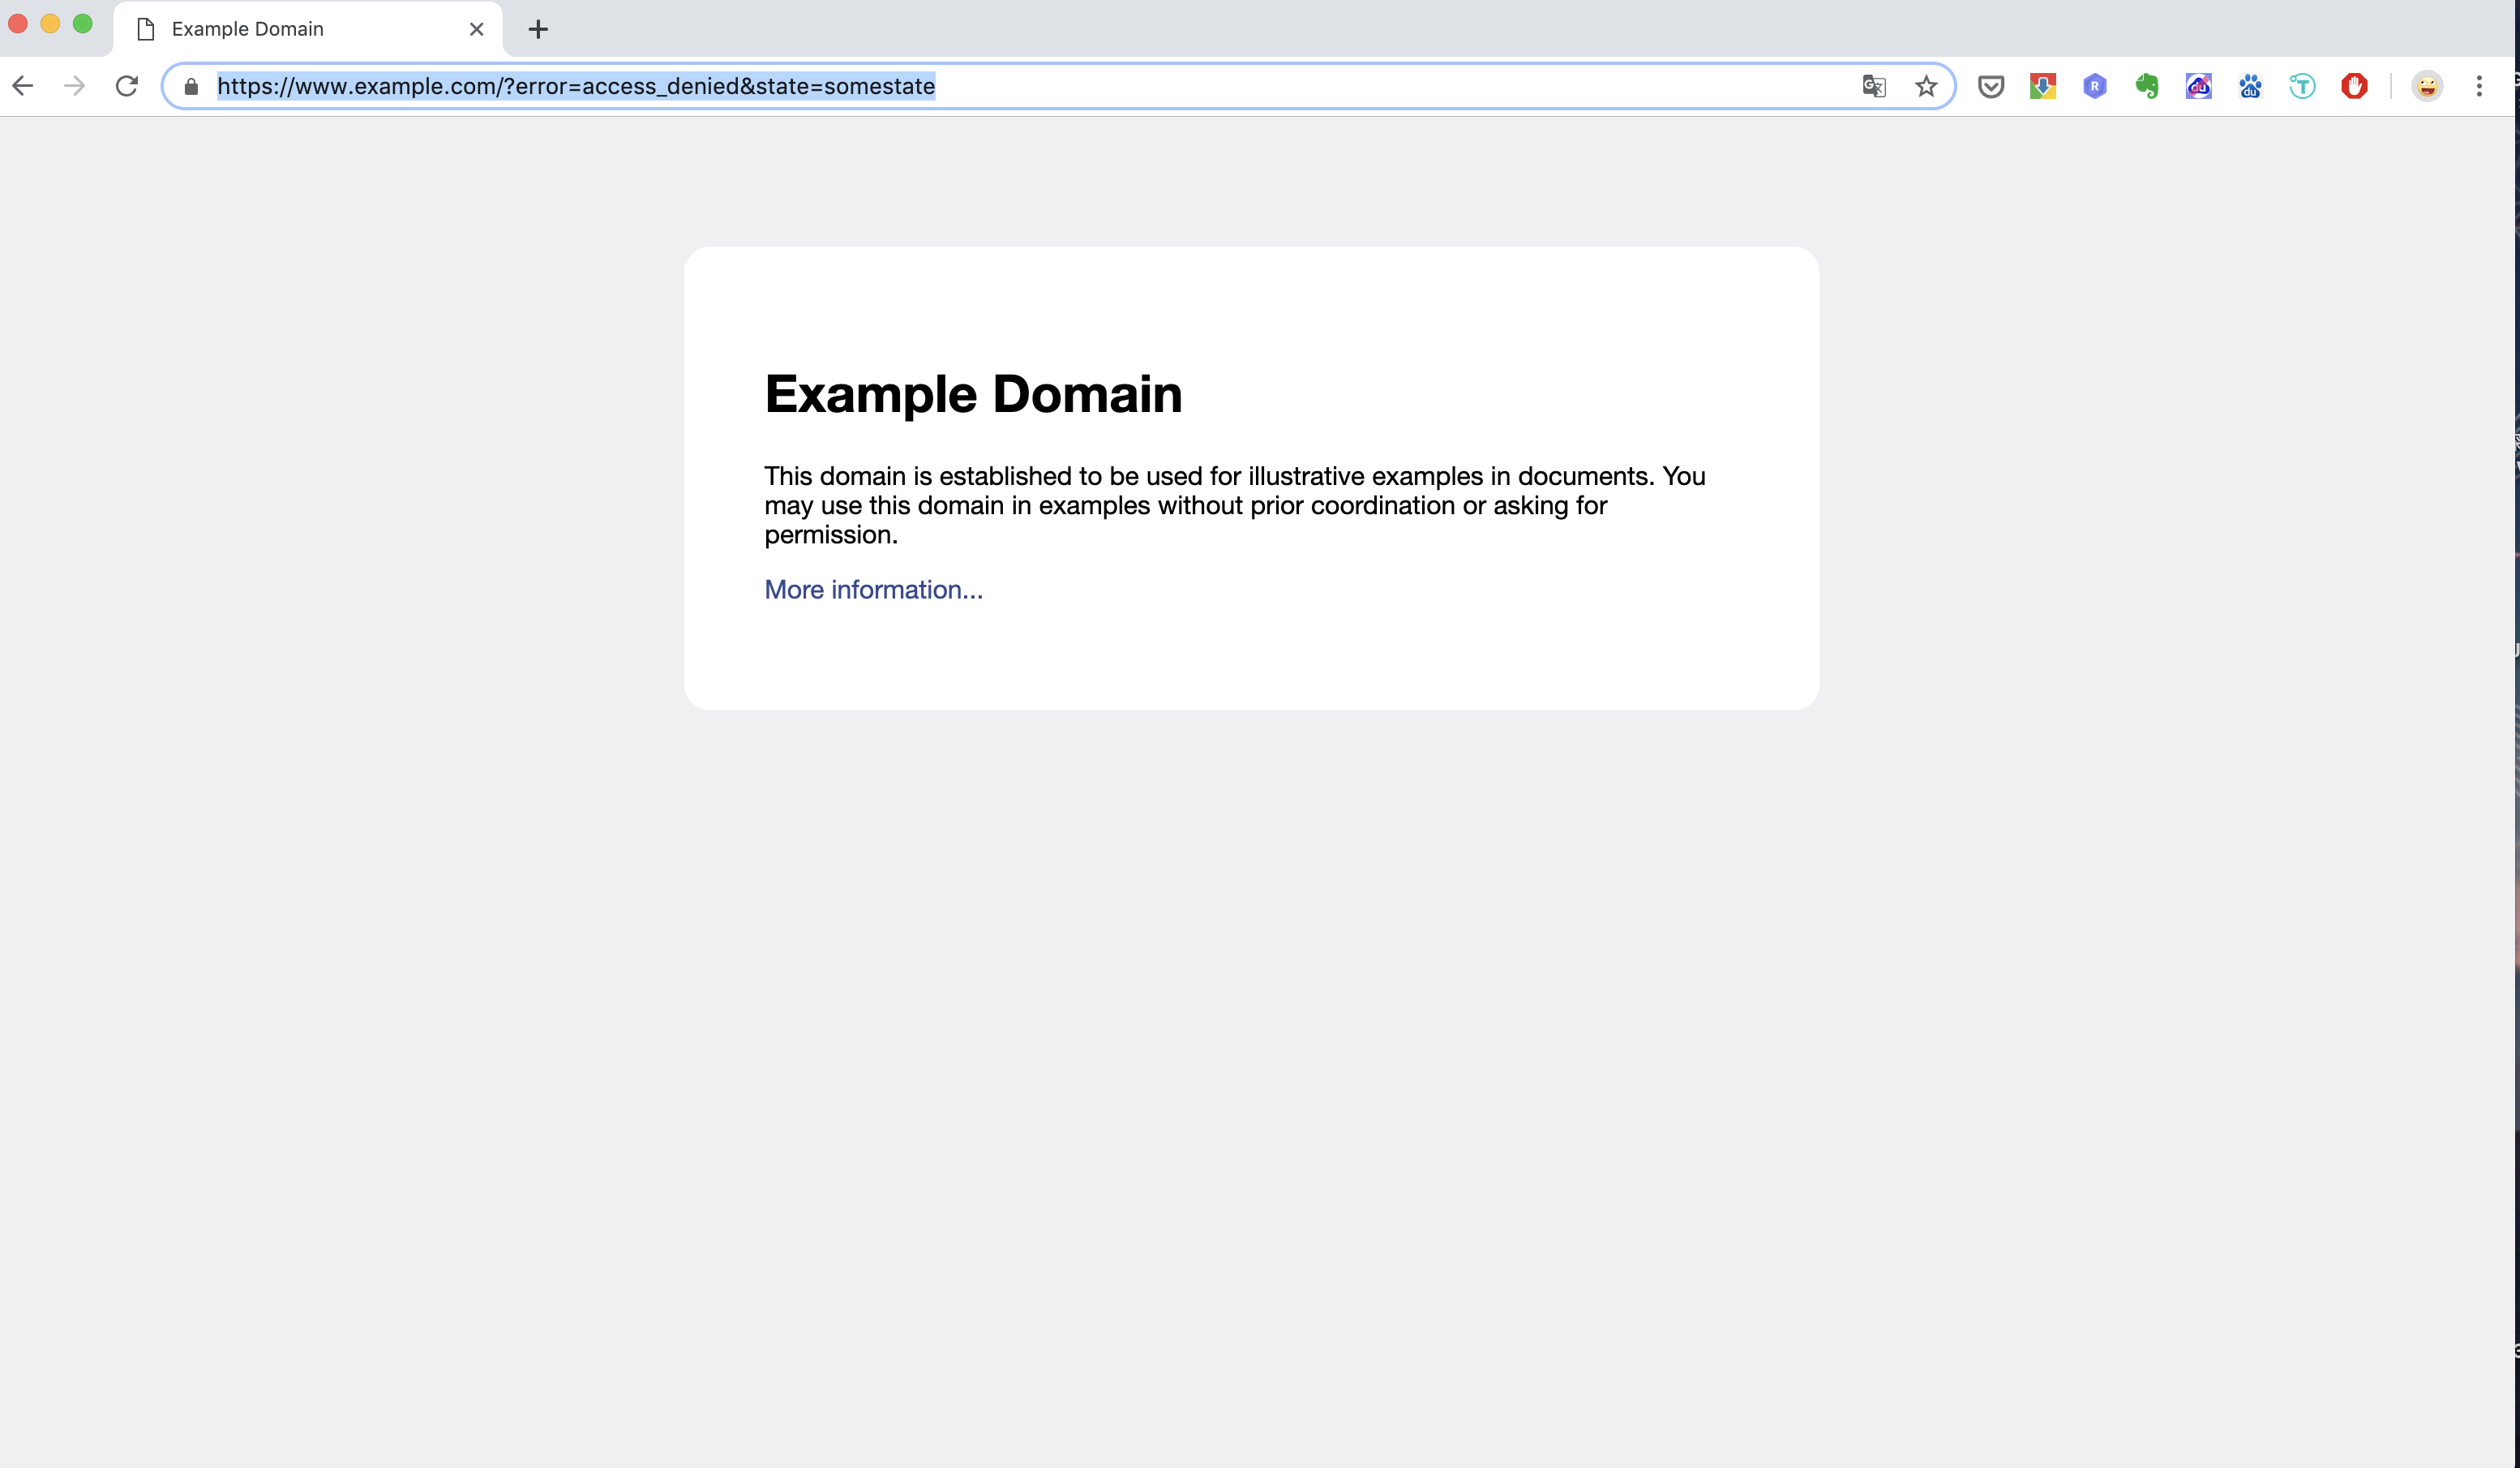 Example Domain
https://www.example.com/?error=access_denied&state=somestate
Example Domain
This domain is established to be used for illustrative examples in documents. You
may use this domain in examples without prior coordination or asking for
permission.
More information...